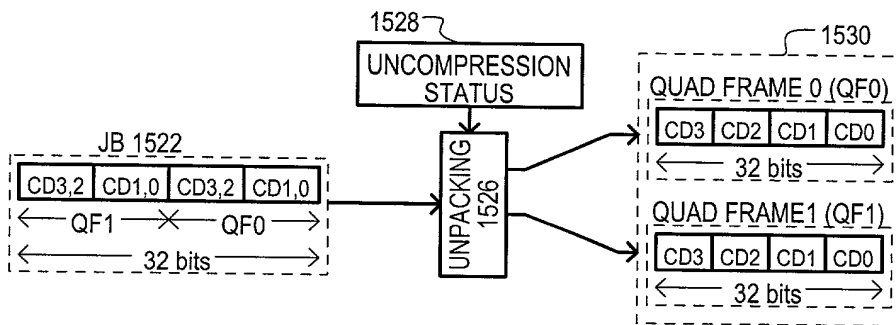 1528
1530
UNCOMPRESSION
STATUS
QUAD FRAME 0 (QF0)
CD3 CD2 CD1 CD0
32 bits
JB 1522
CD3,2 CD1,0 CD3,2 CD1,0
QF1 QF0
32 bits
UNPACKING
1526
QUAD FRAME1 (QF1)
CD3 CD2 CD1 CD0
32 bits